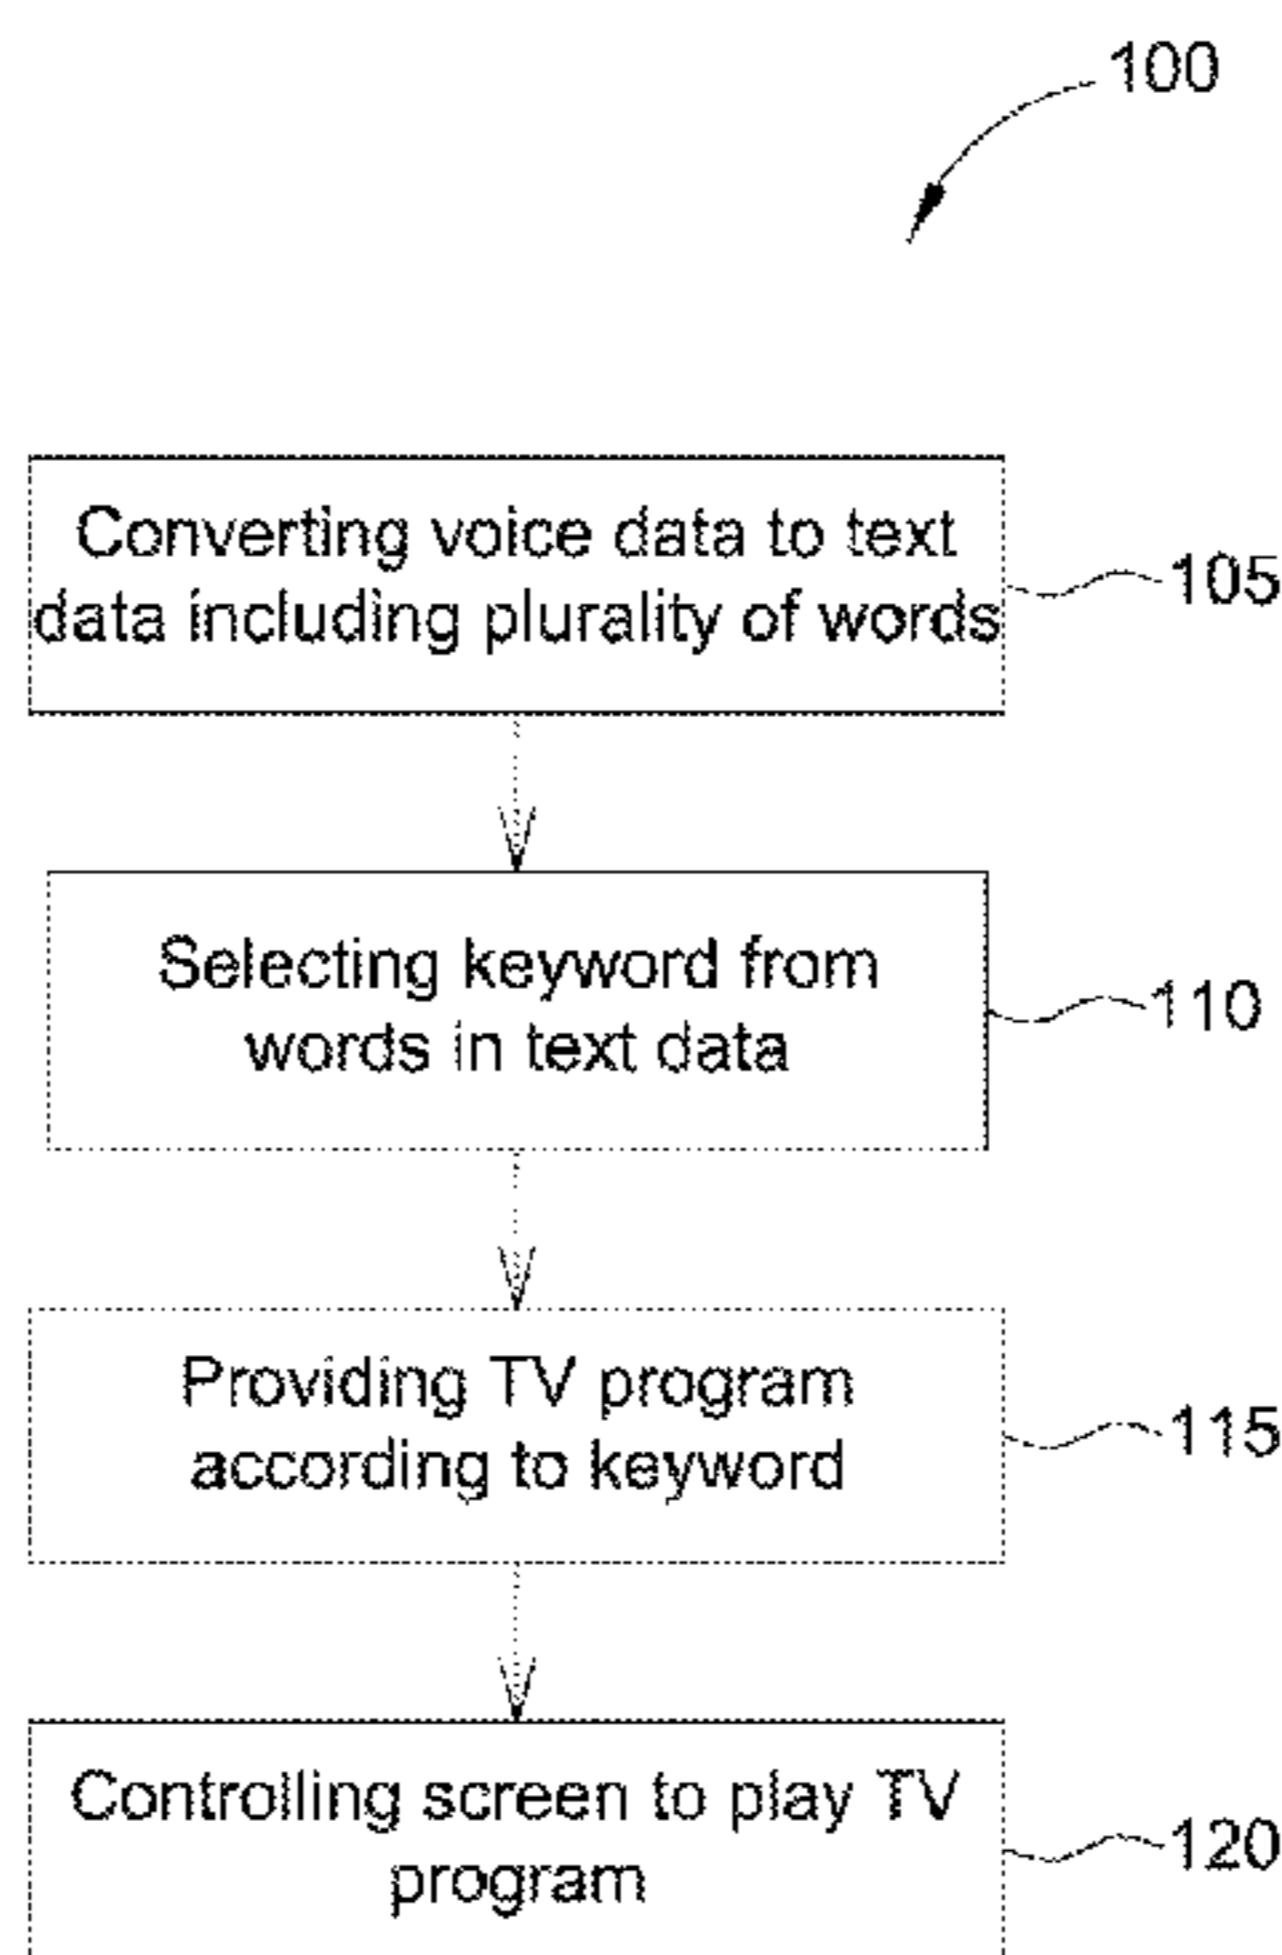 100
Converting voice data to text
data including plurality of words
105
Selecting keyword from
words in text data
110
Providing TV program
according to keyword
115
Controlling screen to play TV
program
120